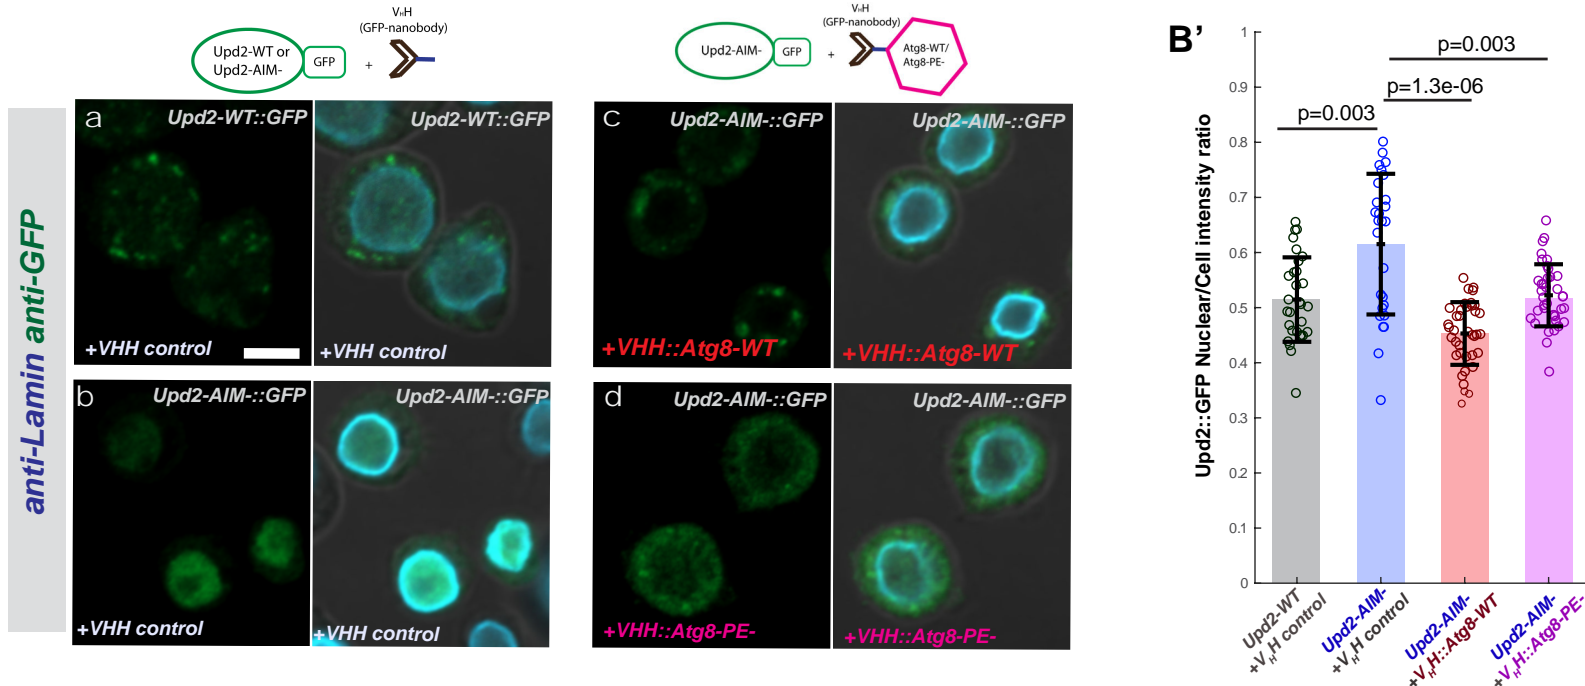 Upd2-WT or
Upd2-AIM-
GFP
+
VHH
(GFP-nanobody)
Upd2-AIM-
GFP
+
VHH
(GFP-nanobody)
Atg8-WT/
Atg8-PE-
anti-Lamin anti-GFP
a
Upd2-WT::GFP
+VHH control
Upd2-WT::GFP
+VHH control
b
Upd2-AIM-::GFP
+VHH control
Upd2-AIM-::GFP
+VHH control
c
Upd2-AIM-::GFP
+VHH::Atg8-WT
Upd2-AIM-::GFP
+VHH::Atg8-WT
d
Upd2-AIM-::GFP
+VHH::Atg8-PE-
Upd2-AIM-::GFP
+VHH::Atg8-PE-
B'
Upd2::GFP Nuclear/Cell intensity ratio
1
0.9
0.8
0.7
0.6
0.5
0.4
0.3
0.2
0.1
0
p=0.003
p=1.3e-06
p=0.003
Upd2-WT
+VHH control
Upd2-AIM-
+VHH control
Upd2-AIM-
+VHH::Atg8-WT
Upd2-AIM-
+VHH::Atg8-PE-